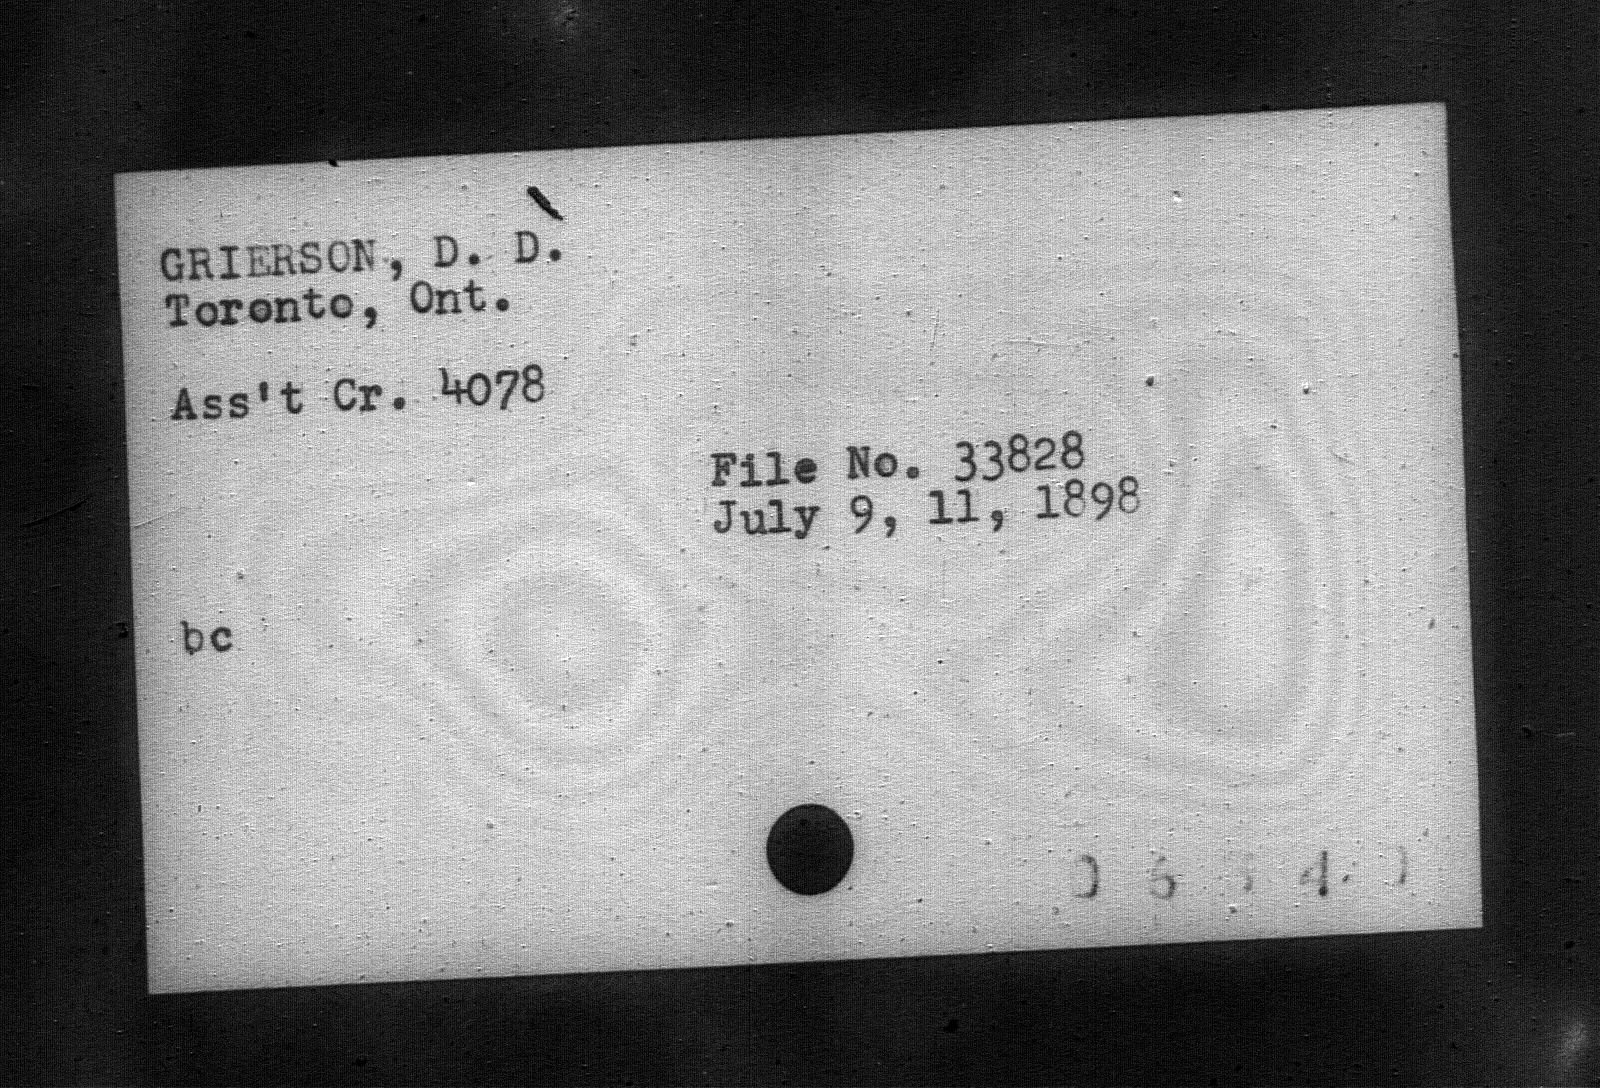 GRIERSON, D. D.
Toronto, Ont.
Ass't Cr. 4078
File No. 33828
July 9, 11, 1898
bc